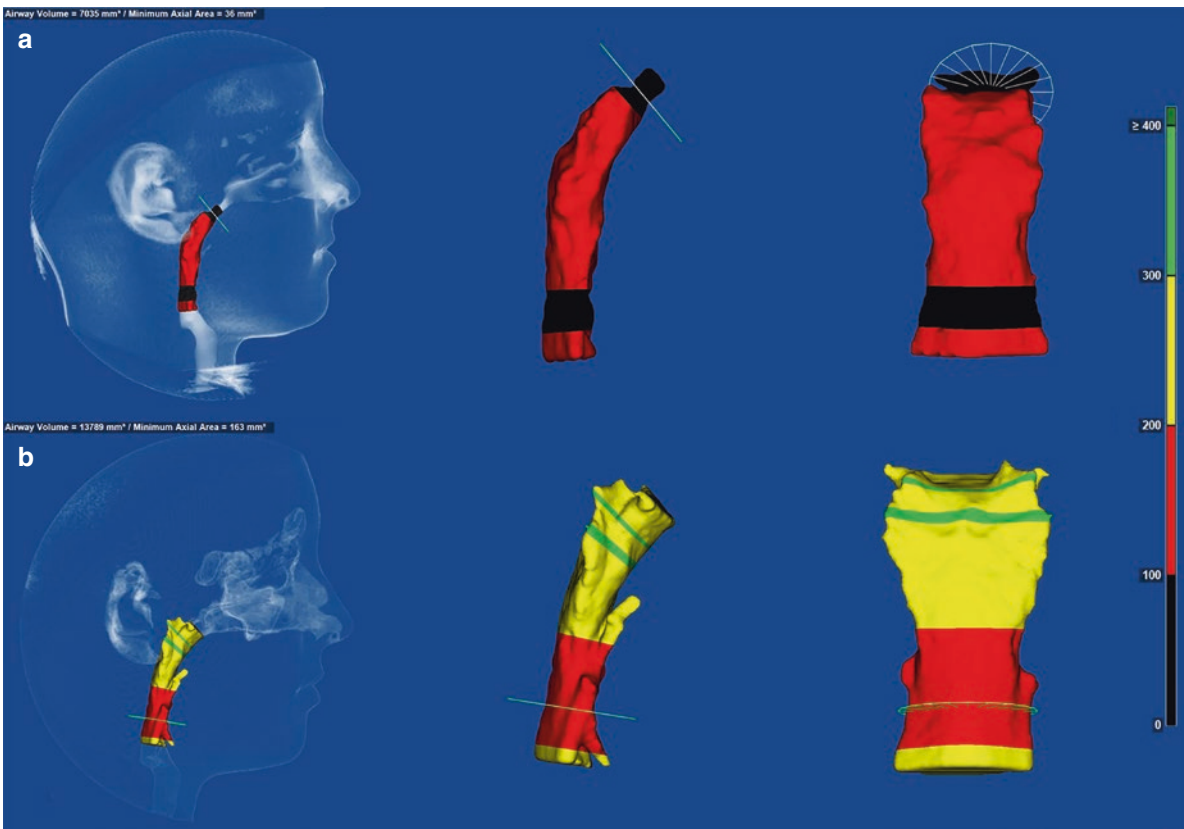 Airway Volume = 7035 mm³ / Minimum Axial Area = 36 mm²
a
≥ 400
300
Airway Volume = 13789 mm³ / Minimum Axial Area = 163 mm²
200
b
100
0